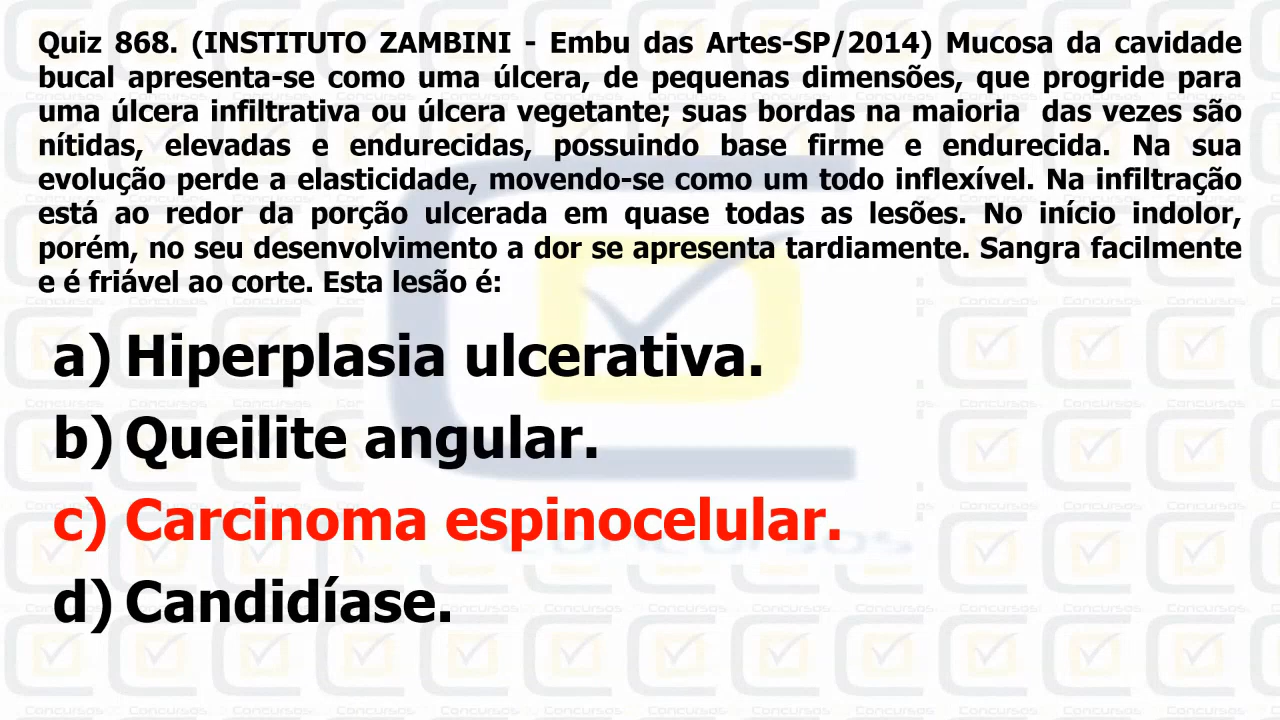 Quiz 868. (INSTITUTO ZAMBINI - Embu das Artes-SP/2014) Mucosa da cavidade
bucal apresenta-se como uma úlcera, de pequenas dimensões, que progride para
uma úlcera infiltrativa ou úlcera vegetante; suas bordas na maioria das vezes são
nítidas, elevadas e endurecidas, possuindo base firme e endurecida. Na sua
evolução perde a elasticidade, movendo-se como um todo inflexível. Na infiltração
está ao redor da porção ulcerada em quase todas as lesões. No início indolor,
porém, no seu desenvolvimento a dor se apresenta tardiamente. Sangra facilmente
e é friável ao corte. Esta lesão é:
a) Hiperplasia ulcerativa.
b) Queilite angular.
c) Carcinoma espinocelular.
d) Candidíase.